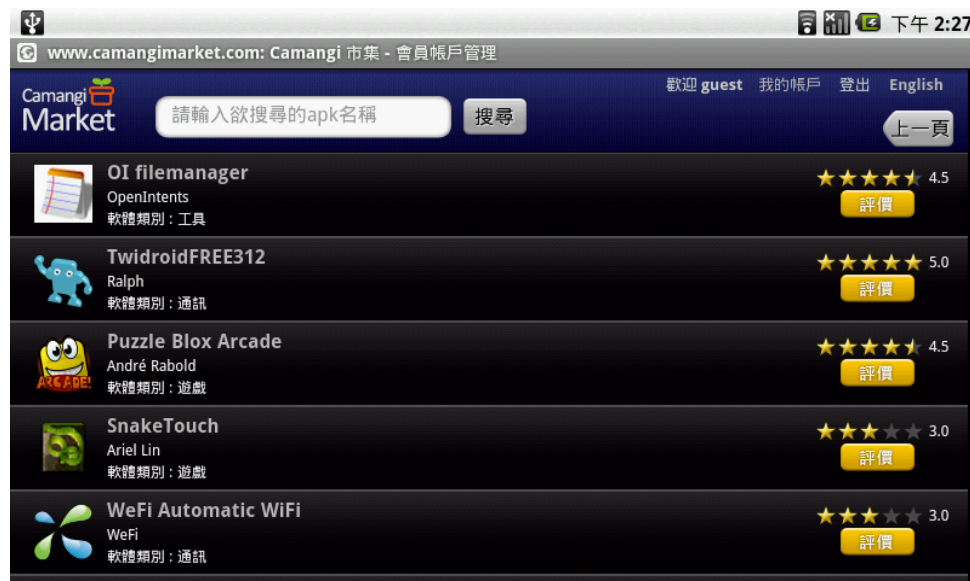 下午 2:27
www.camangimarket.com: Camangi 市集 - 會員帳戶管理
歡迎 guest 我的帳戶 登出 English
Camangi
Market
請輸入欲搜尋的apk名稱
搜尋
上一頁
OI filemanager
OpenIntents
軟體類別：工具
4.5
評價
TwidroidFREE312
Ralph
軟體類別：通訊
5.0
評價
ARCADE!
Puzzle Blox Arcade
André Rabold
軟體類別：遊戲
4.5
評價
SnakeTouch
Ariel Lin
軟體類別：遊戲
3.0
評價
WeFi Automatic WiFi
WeFi
軟體類別：通訊
3.0
評價